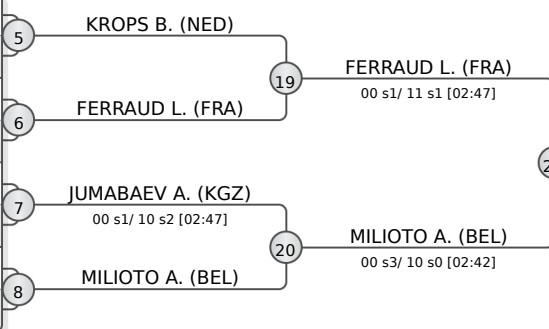 KROPS B. (NED)
5
FERRAUD L. (FRA)
19
00 s1/ 11 s1 [02:47]
FERRAUD L. (FRA)
6
JUMABAEV A. (KGZ)
7
00 s1/ 10 s2 [02:47]
MILIOTO A. (BEL)
20
00 s3/ 10 s0 [02:42]
MILIOTO A. (BEL)
8